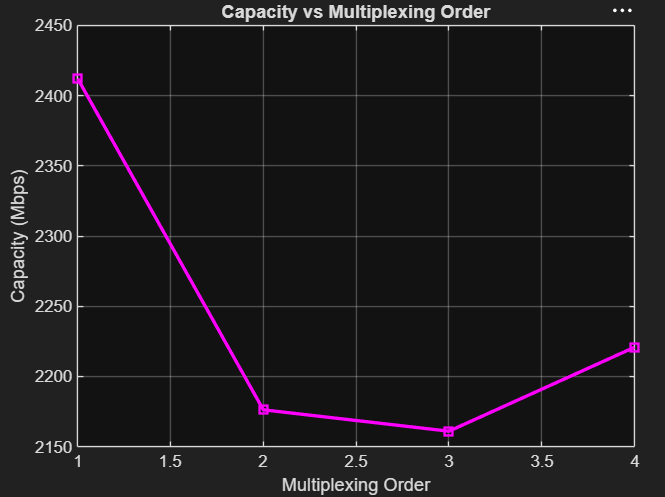 Capacity vs Multiplexing Order
...
2450
2400
2350
2300
2250
2200
2150
Capacity (Mbps)
1 1.5 2 2.5 3 3.5 4
Multiplexing Order